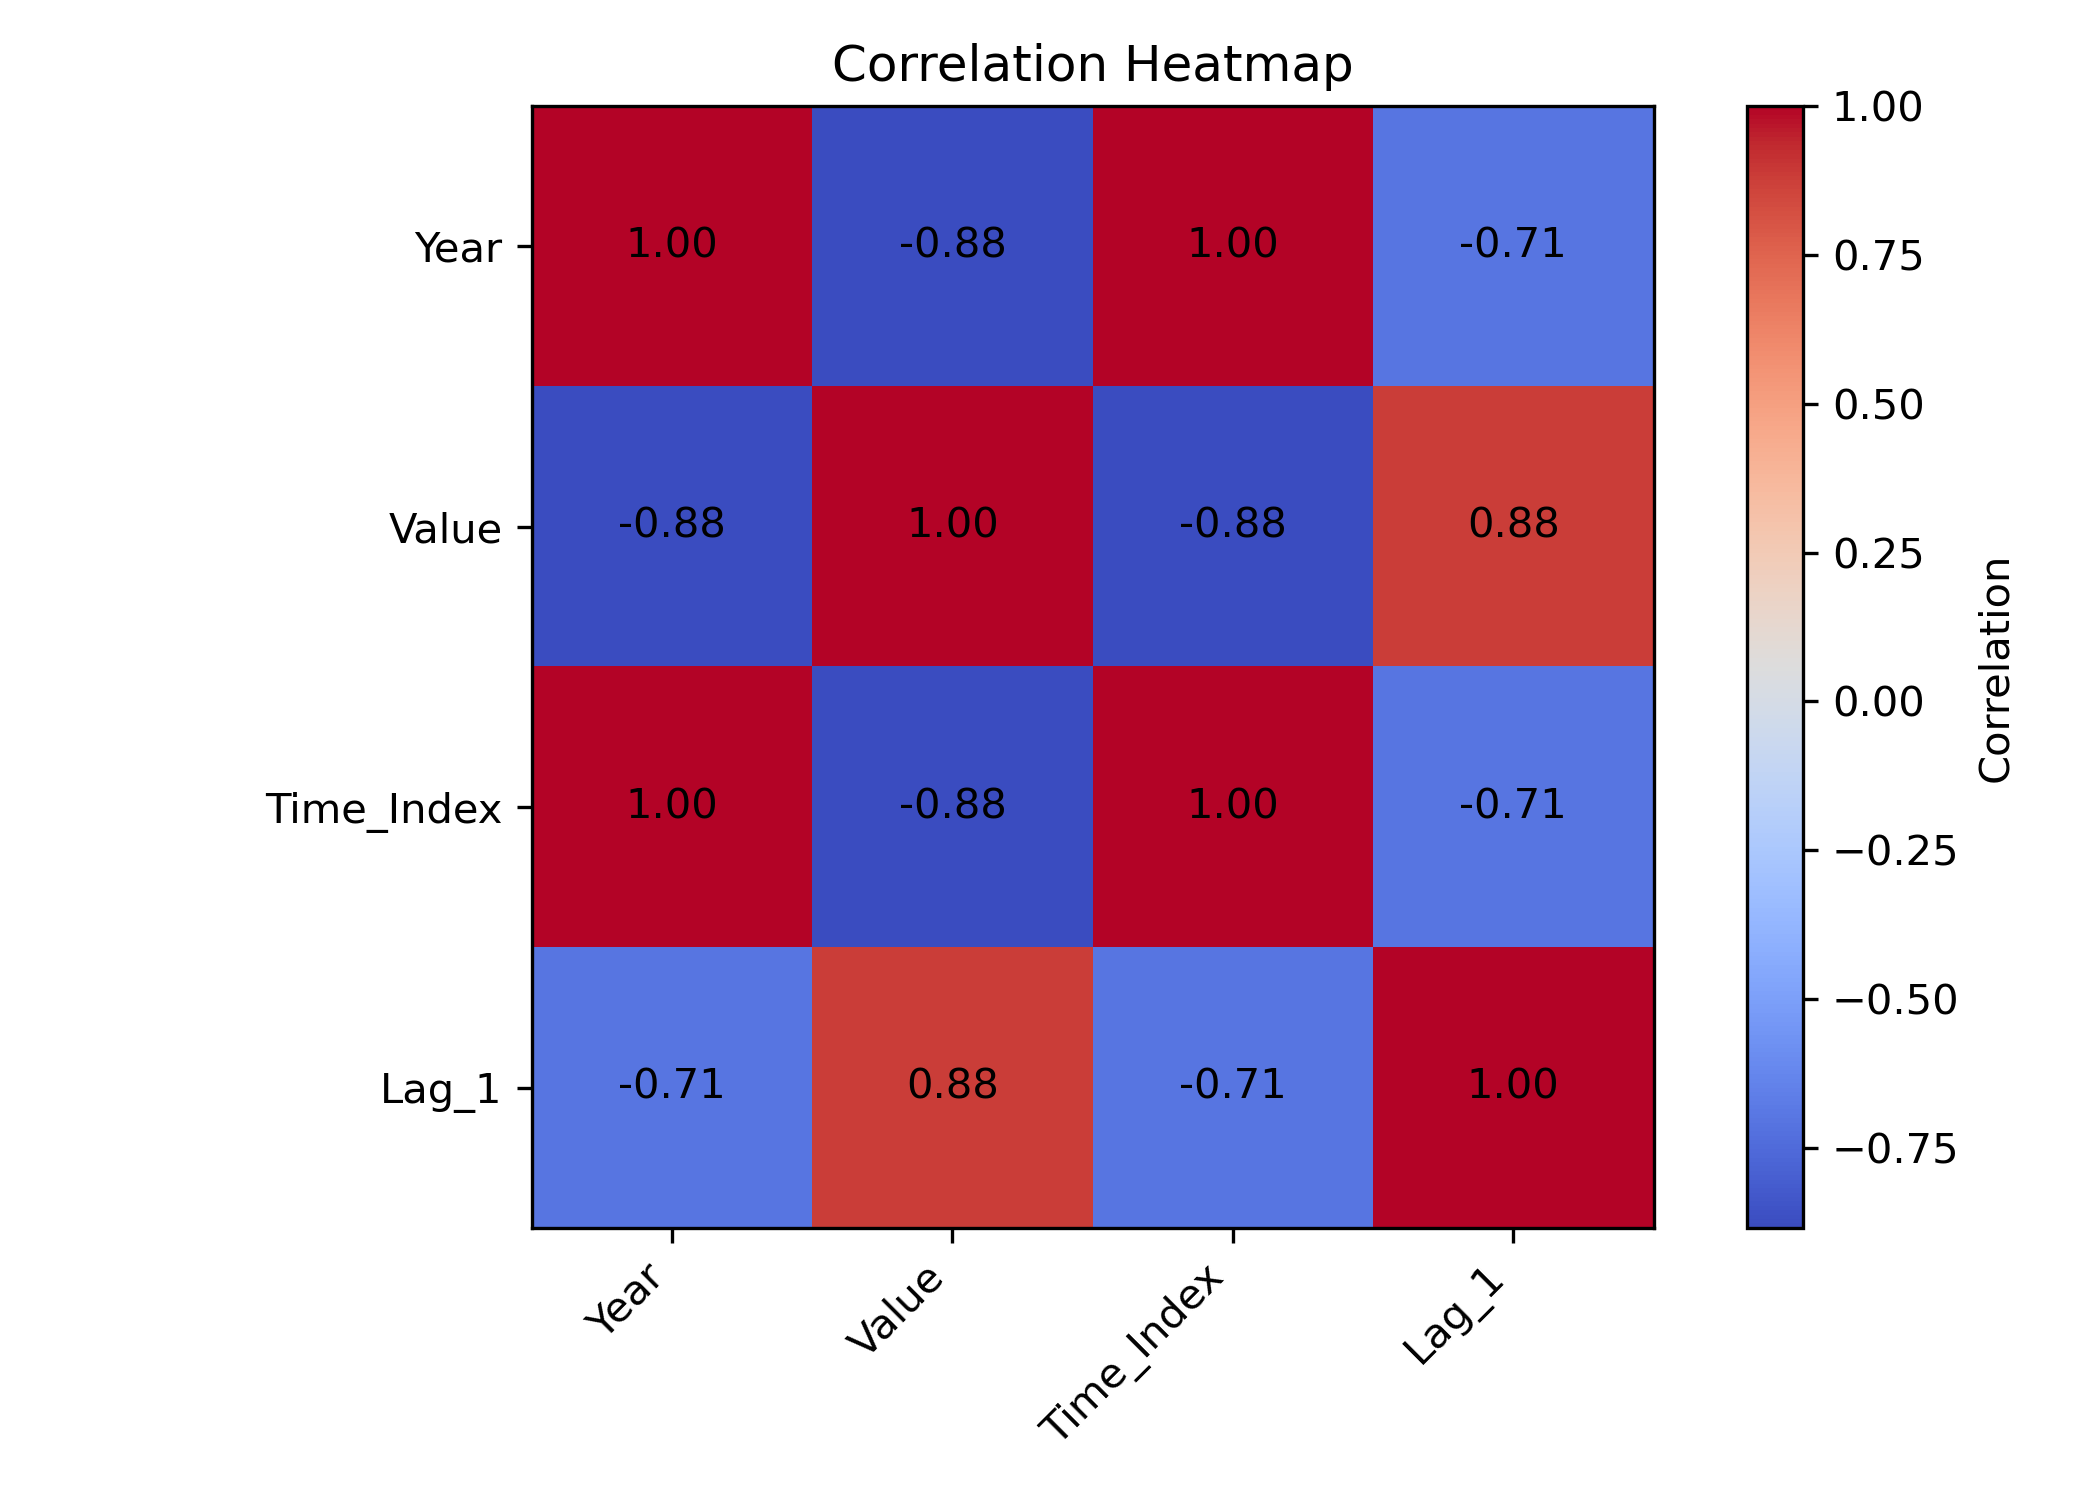 Correlation Heatmap
Year 1.00 -0.88 1.00 -0.71
Value -0.88 1.00 -0.88 0.88
Time_Index 1.00 -0.88 1.00 -0.71
Lag_1 -0.71 0.88 -0.71 1.00
Year Value Time_Index Lag_1
1.00
0.75
0.50
0.25
0.00
−0.25
−0.50
−0.75
Correlation